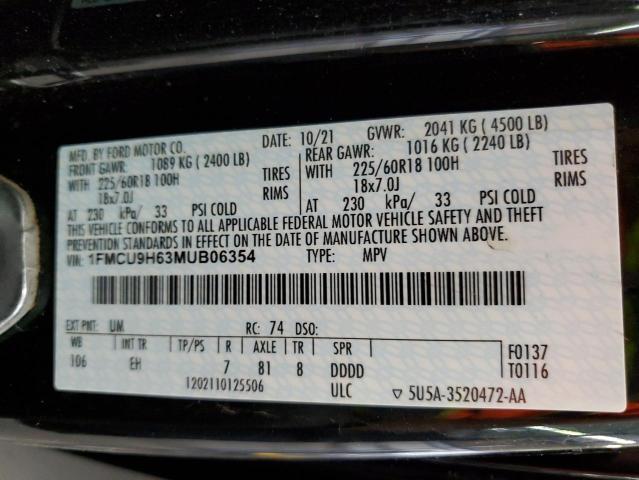 MFD. BY FORD MOTOR CO. DATE: 10/21 GVWR: 2041 KG ( 4500 LB)
FRONT GAWR: 1089 KG ( 2400 LB) REAR GAWR: 1016 KG ( 2240 LB)
WITH 225/60R18 100H TIRES WITH 225/60R18 100H TIRES
18x7.0J RIMS 18x7.0J RIMS
AT 230 kPa/ 33 PSI COLD AT 230 kPa/ 33 PSI COLD
THIS VEHICLE CONFORMS TO ALL APPLICABLE FEDERAL MOTOR VEHICLE SAFETY AND THEFT
PREVENTION STANDARDS IN EFFECT ON THE DATE OF MANUFACTURE SHOWN ABOVE.
VIN: 1FMCU9H63MUB06354 TYPE: MPV
EXT PNT: UM RC: 74 DSO:
WB INT TR TP/PS R AXLE TR SPR F0137
106 EH 7 81 8 DDDD T0116
1202110125506 ULC ▽ 5U5A-3520472-AA